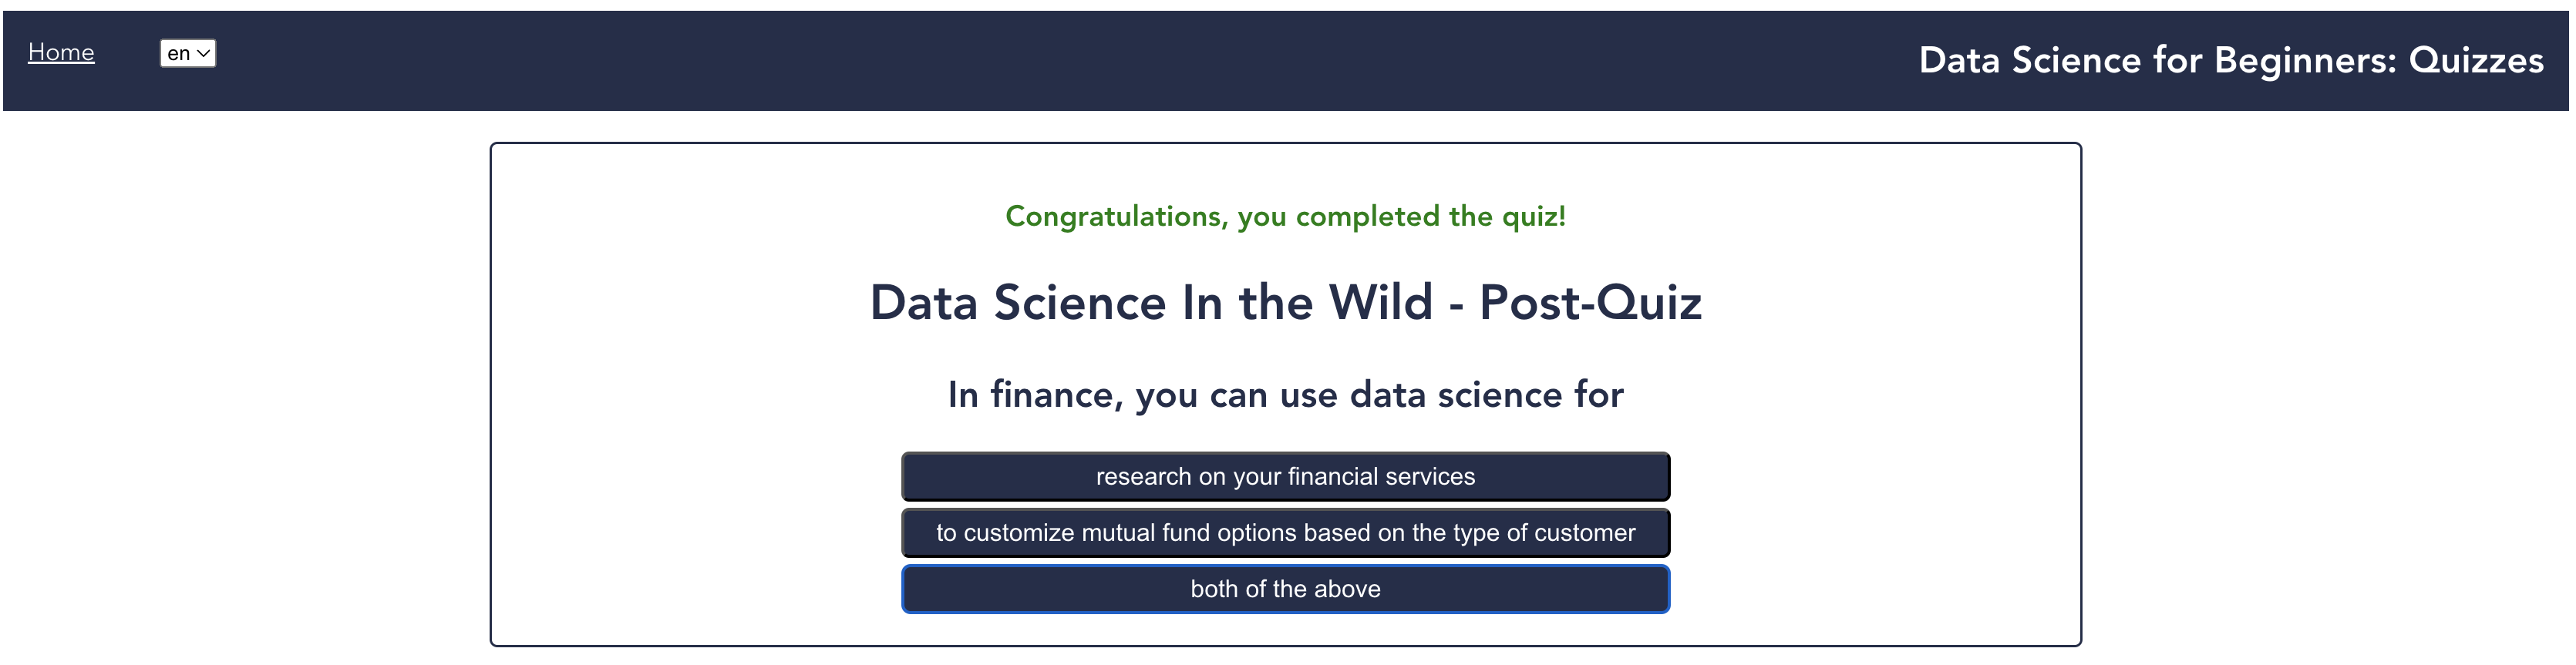 Home
en
Data Science for Beginners: Quizzes
Congratulations, you completed the quiz!
Data Science In the Wild - Post-Quiz
In finance, you can use data science for
research on your financial services
to customize mutual fund options based on the type of customer
both of the above